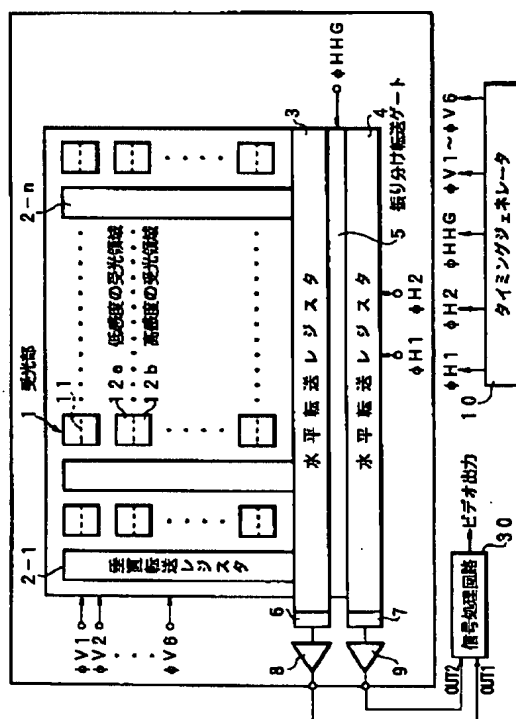 受光部
1
11
2-n
12a 低感度の受光領域
12b 高感度の受光領域
2-1
垂直転送レジスタ
φV1
φV2
φV6
水平転送レジスタ
3
φHHG
水平転送レジスタ
4
5 振り分け転送ゲート
6
7
8
9
φH1
φH2
OUT2
OUT1
信号処理回路
30
ビデオ出力
φH1
φH2
φHHG
φV1～φV6
タイミングジェネレータ
10